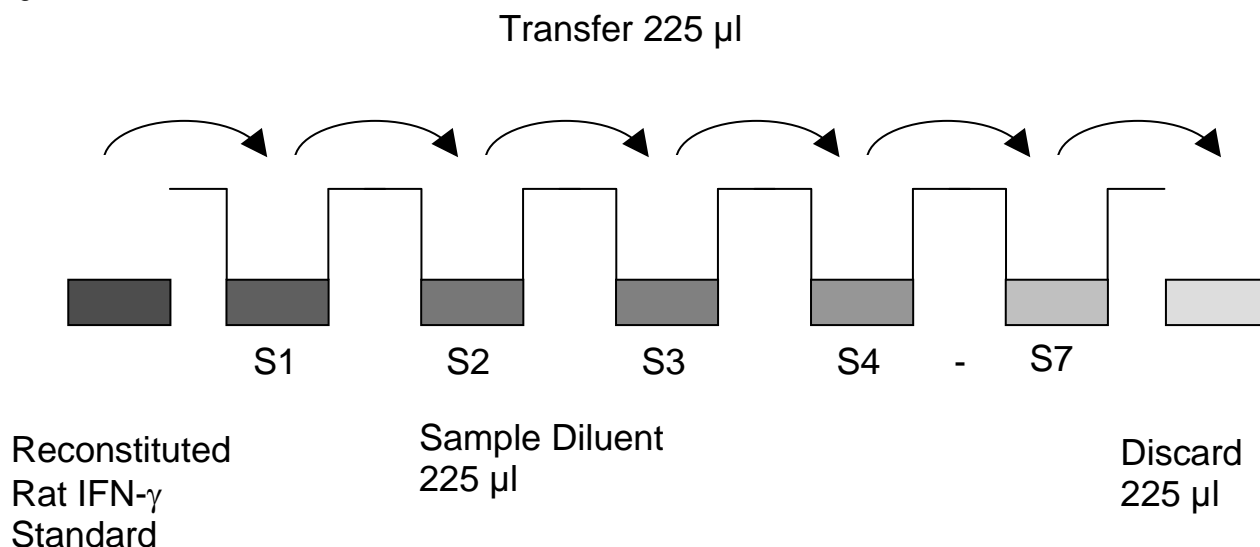 Transfer 225 µl
S1 S2 S3 S4 - S7
Reconstituted
Rat IFN-γ
Standard
Sample Diluent
225 µl
Discard
225 µl